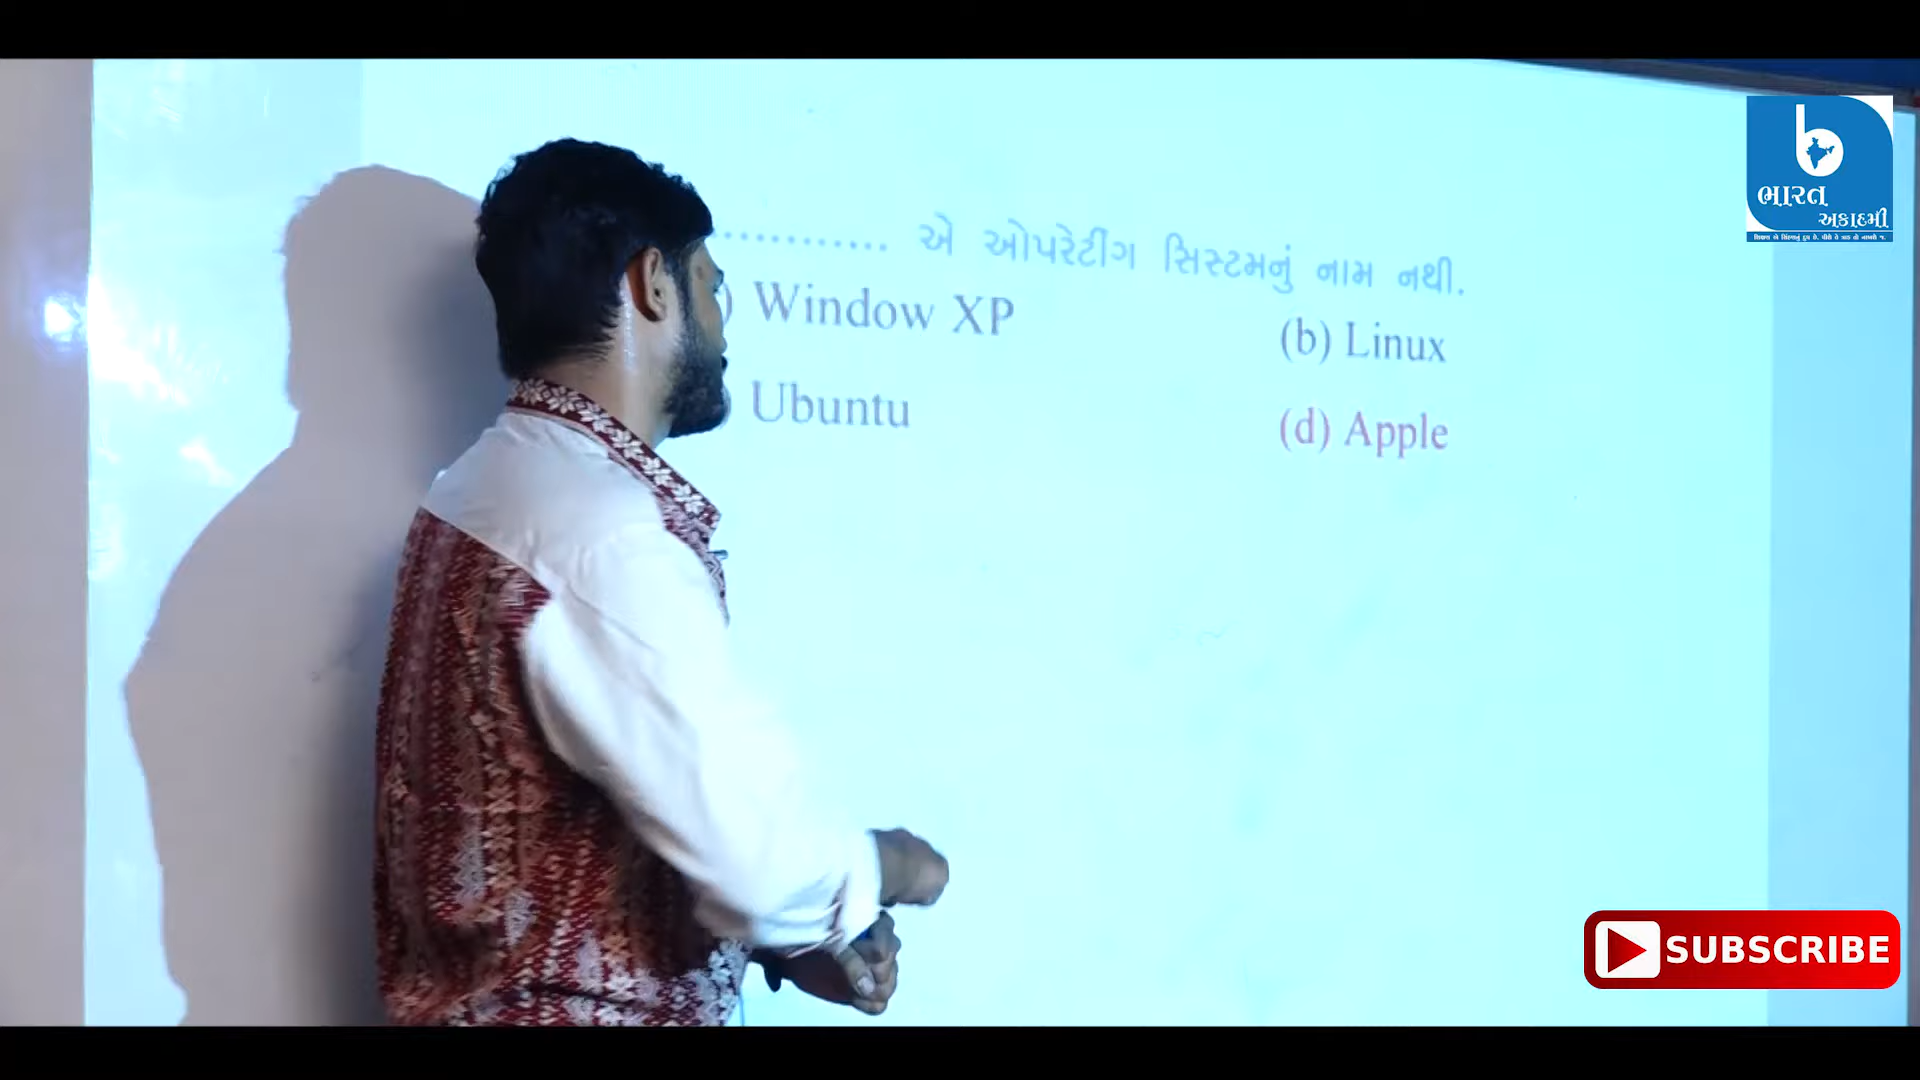 ............ એ ઓપરેટીંગ સિસ્ટમનું નામ નથી.
) Window XP
(b) Linux
) Ubuntu
(d) Apple
b
ભારત
અકાદમી
SUBSCRIBE